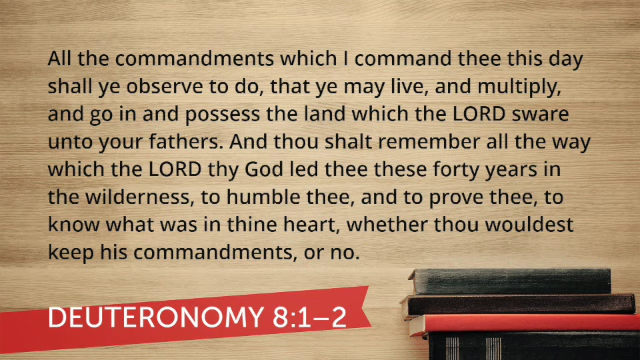 All the commandments which I command thee this day
shall ye observe to do, that ye may live, and multiply,
and go in and possess the land which the LORD sware
unto your fathers. And thou shalt remember all the way
which the LORD thy God led thee these forty years in
the wilderness, to humble thee, and to prove thee, to
know what was in thine heart, whether thou wouldest
keep his commandments, or no.
DEUTERONOMY 8:1–2